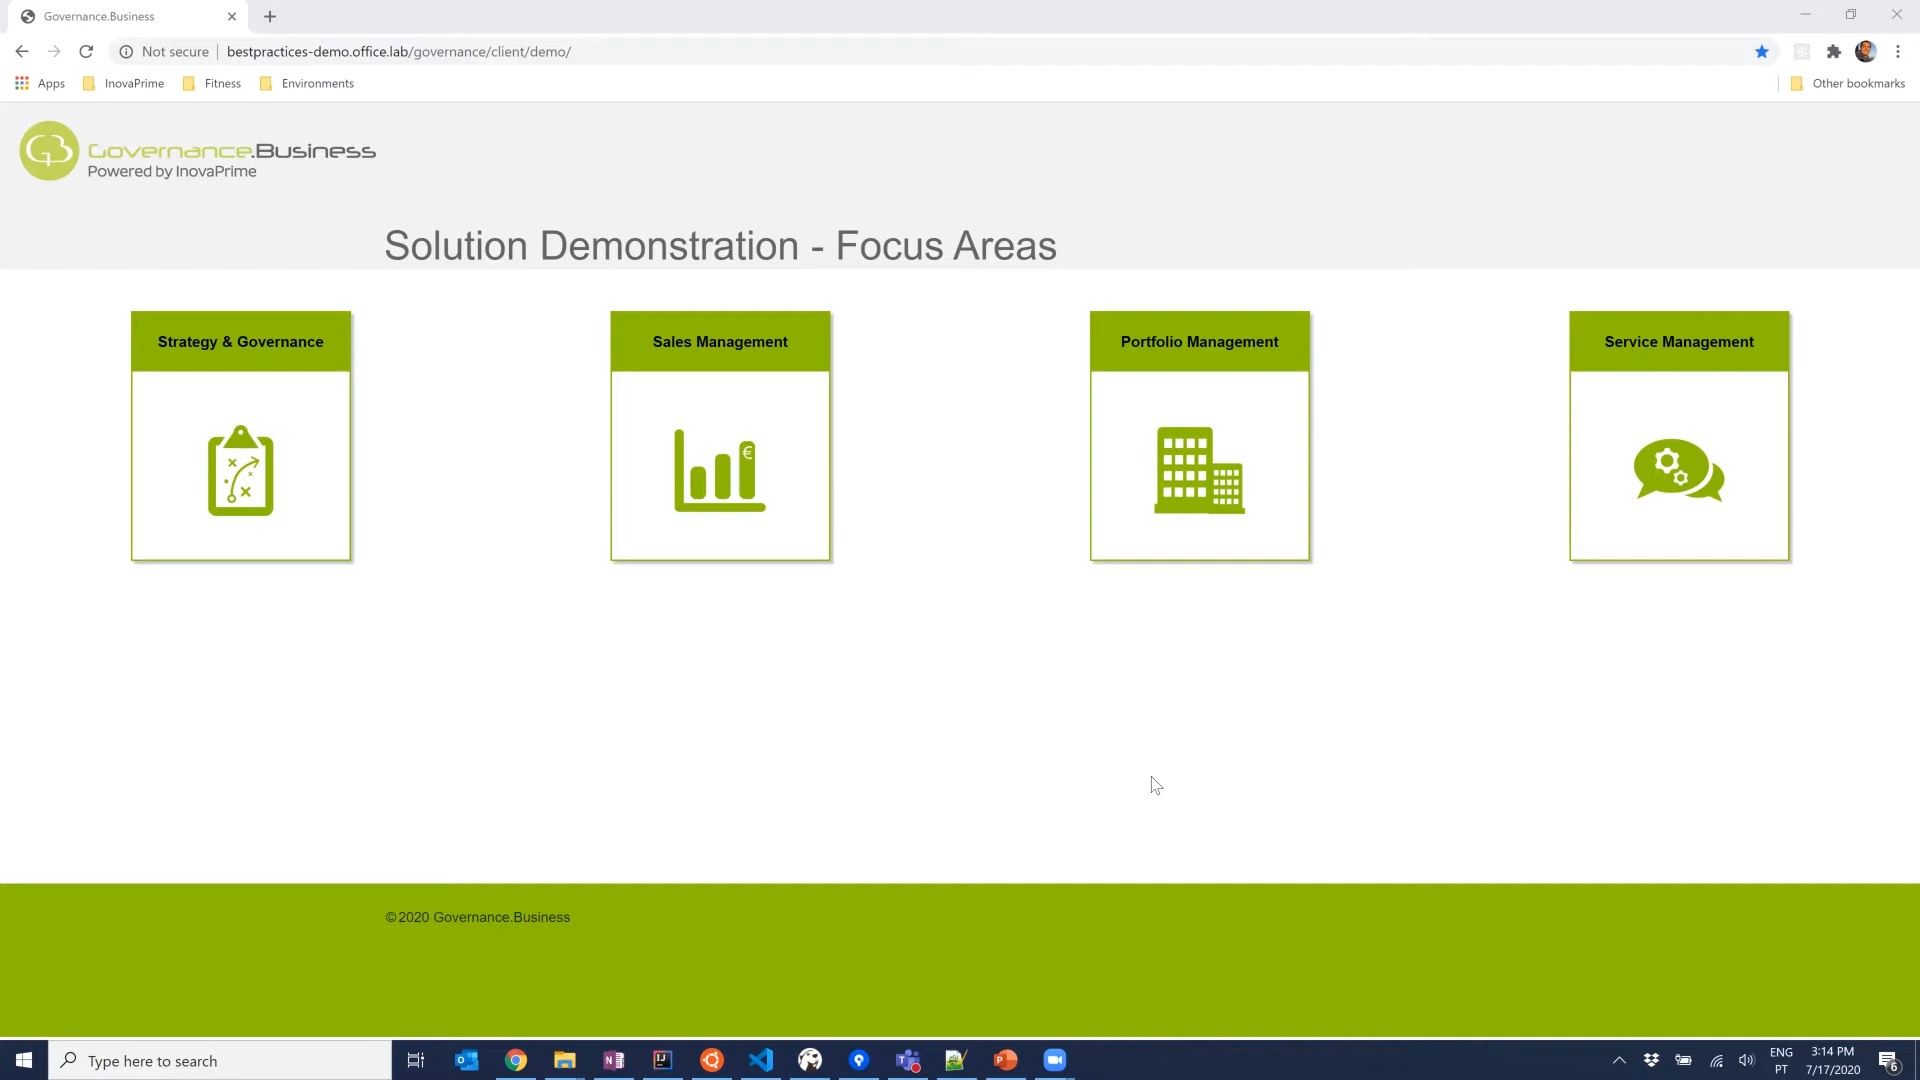 Governance.Business
Not secure
bestpractices-demo.office.lab/governance/client/demo/
Apps
InovaPrime
Fitness
Environments
Other bookmarks
GB
Governance.Business
Powered by InovaPrime
Solution Demonstration - Focus Areas
Strategy & Governance
Sales Management
Portfolio Management
Service Management
€
©2020 Governance.Business
Type here to search
ENG
PT
3:14 PM
7/17/2020
6